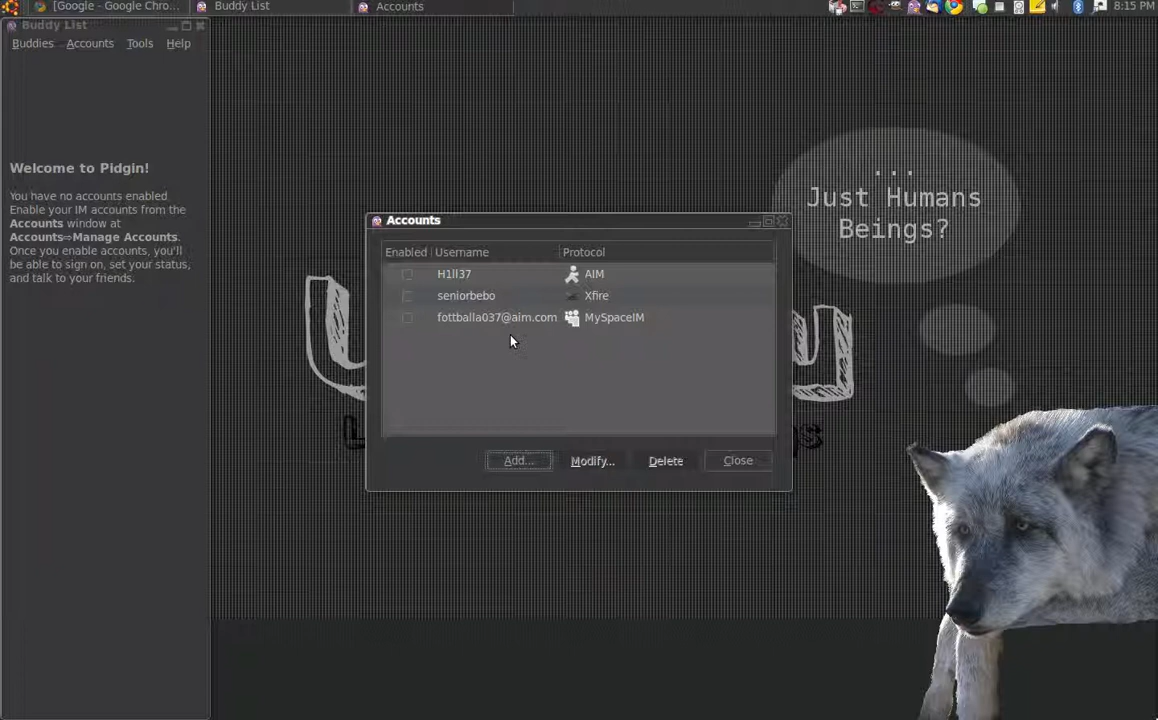 [Google - Google Chro...
Buddy List
Accounts
8:15 PM
Buddy List
Buddies Accounts Tools Help
Welcome to Pidgin!
You have no accounts enabled.
Enable your IM accounts from the
Accounts window at
Accounts⇨Manage Accounts.
Once you enable accounts, you'll
be able to sign on, set your status,
and talk to your friends.
Accounts
Enabled Username Protocol
H1ll37 AIM
seniorbebo Xfire
fottballa037@aim.com MySpaceIM
Add... Modify... Delete Close
...
Just Humans
Beings?